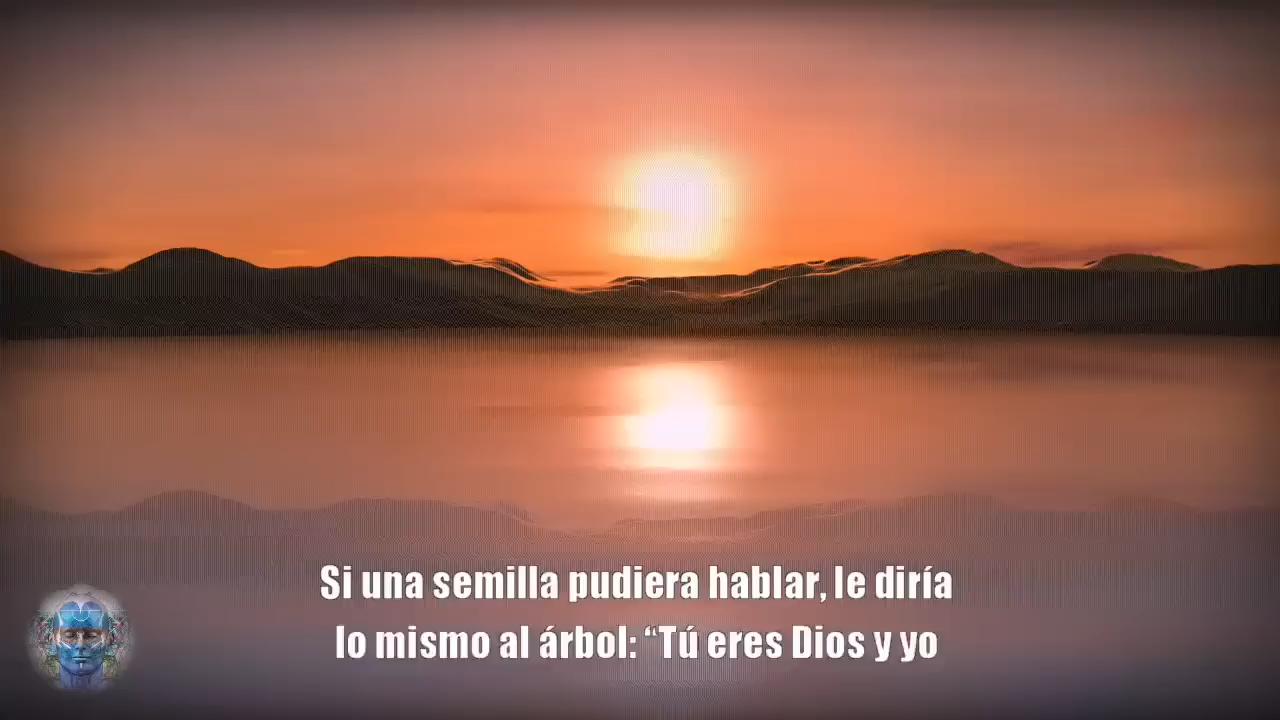 Si una semilla pudiera hablar, le diría
lo mismo al árbol: “Tú eres Dios y yo